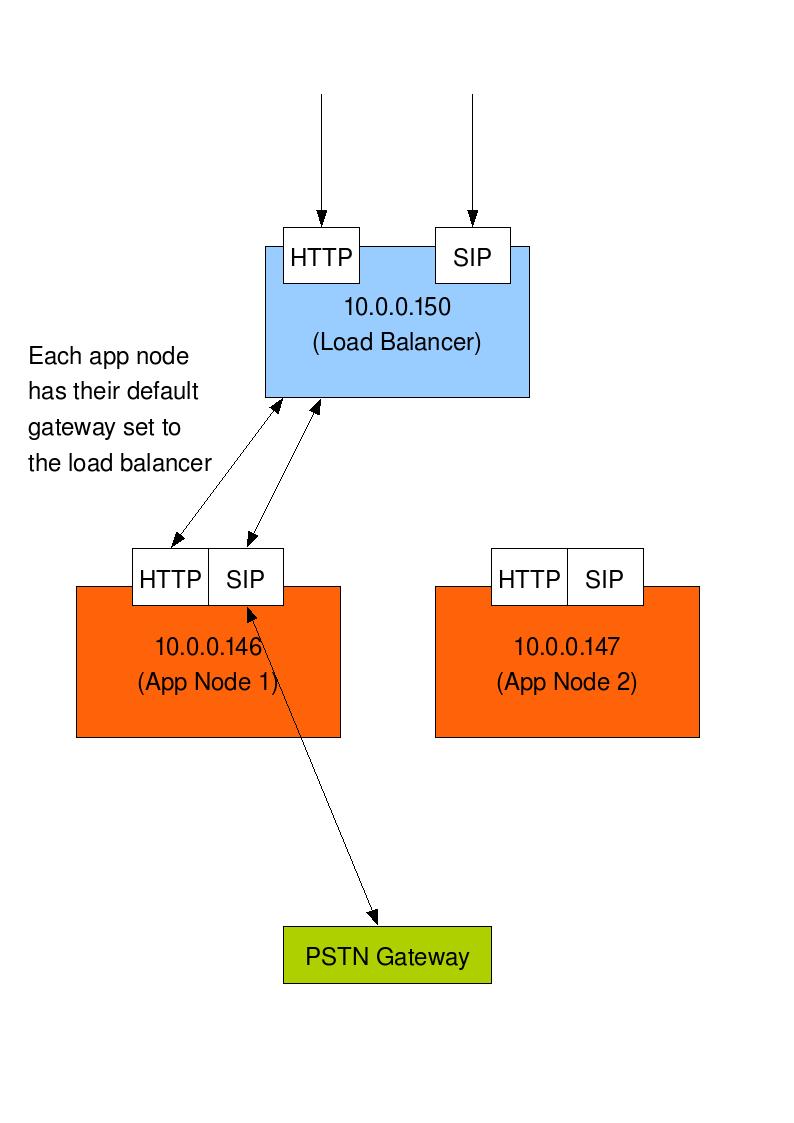 HTTP
SIP
10.0.0.150
(Load Balancer)
Each app node
has their default
gateway set to
the load balancer
HTTP
SIP
10.0.0.146
(App Node 1)
HTTP
SIP
10.0.0.147
(App Node 2)
PSTN Gateway